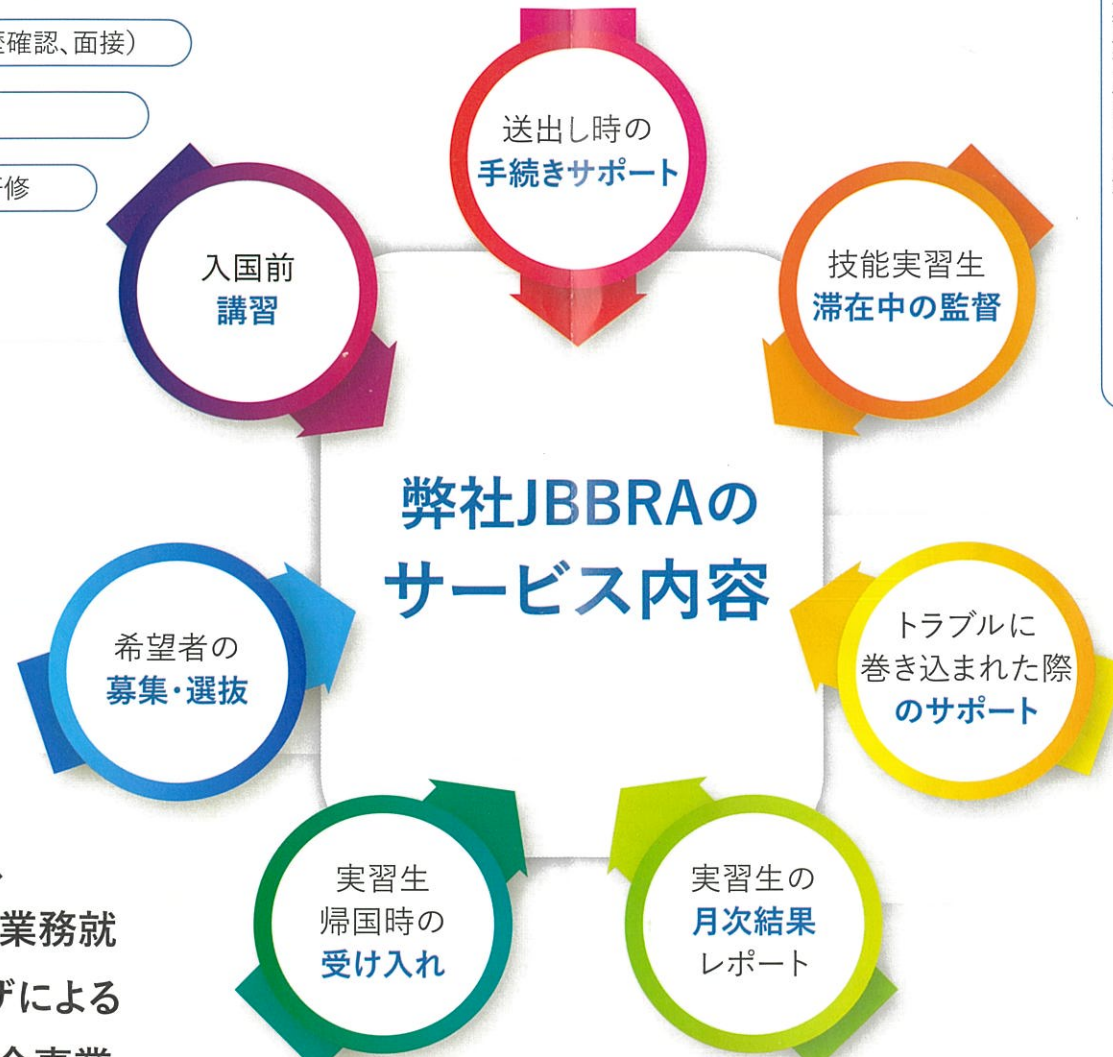 確認、面接）
修
送出し時の
手続きサポート
入国前
講習
技能実習生
滞在中の監督
弊社JBBRAの
サービス内容
希望者の
募集・選抜
トラブルに
巻き込まれた際
のサポート
実習生
帰国時の
受け入れ
実習生の
月次結果
レポート
業務就
ザによる